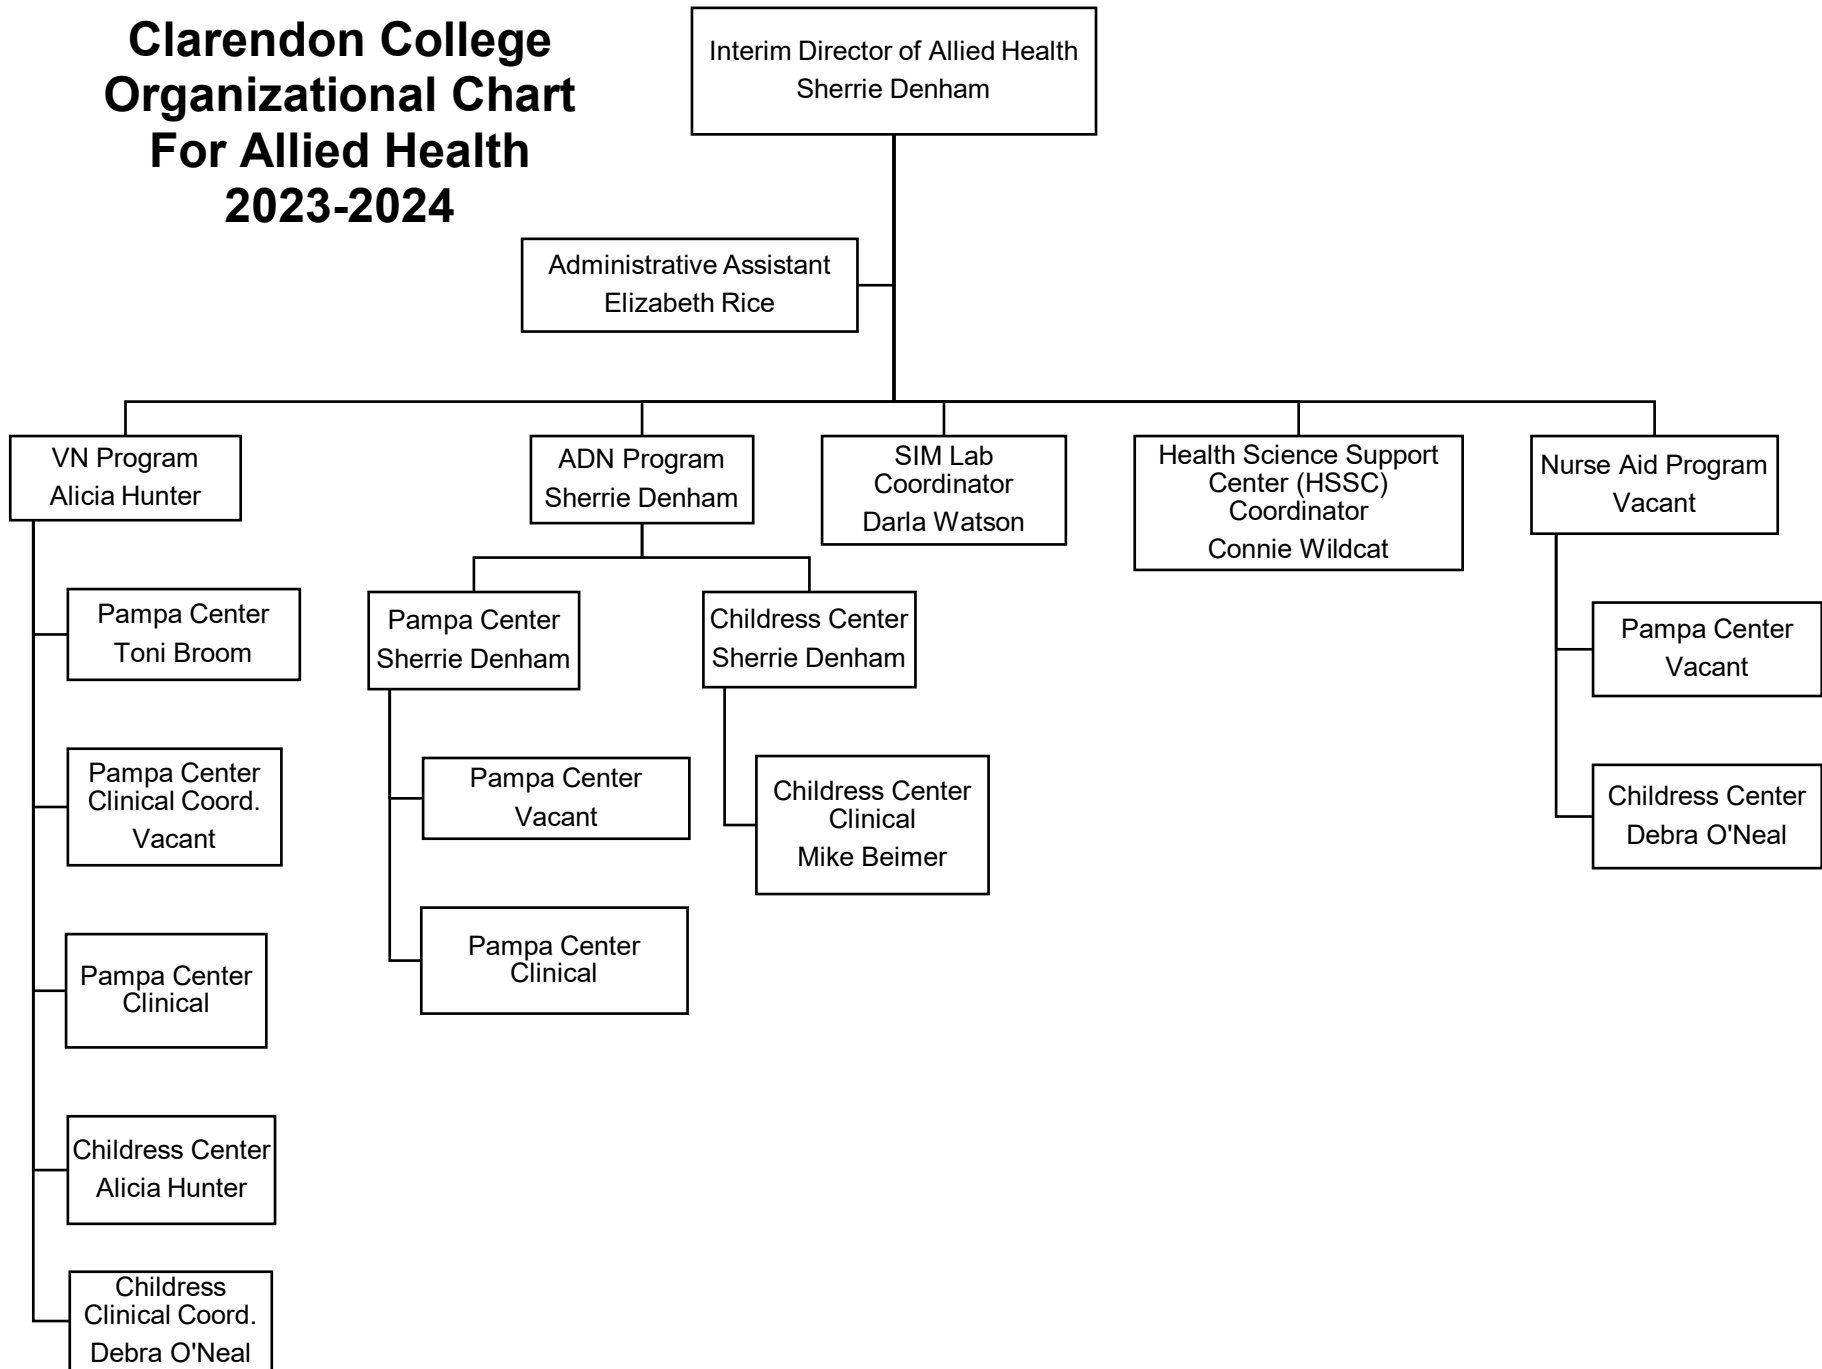 Clarendon College
Organizational Chart
For Allied Health
2023-2024
Interim Director of Allied Health
Sherrie Denham
Administrative Assistant
Elizabeth Rice
VN Program
Alicia Hunter
ADN Program
Sherrie Denham
SIM Lab
Coordinator
Darla Watson
Health Science Support
Center (HSSC)
Coordinator
Connie Wildcat
Nurse Aid Program
Vacant
Pampa Center
Toni Broom
Pampa Center
Clinical Coord.
Vacant
Pampa Center
Clinical
Childress Center
Alicia Hunter
Childress
Clinical Coord.
Debra O'Neal
Pampa Center
Sherrie Denham
Pampa Center
Vacant
Pampa Center
Clinical
Childress Center
Sherrie Denham
Childress Center
Clinical
Mike Beimer
Pampa Center
Vacant
Childress Center
Debra O'Neal